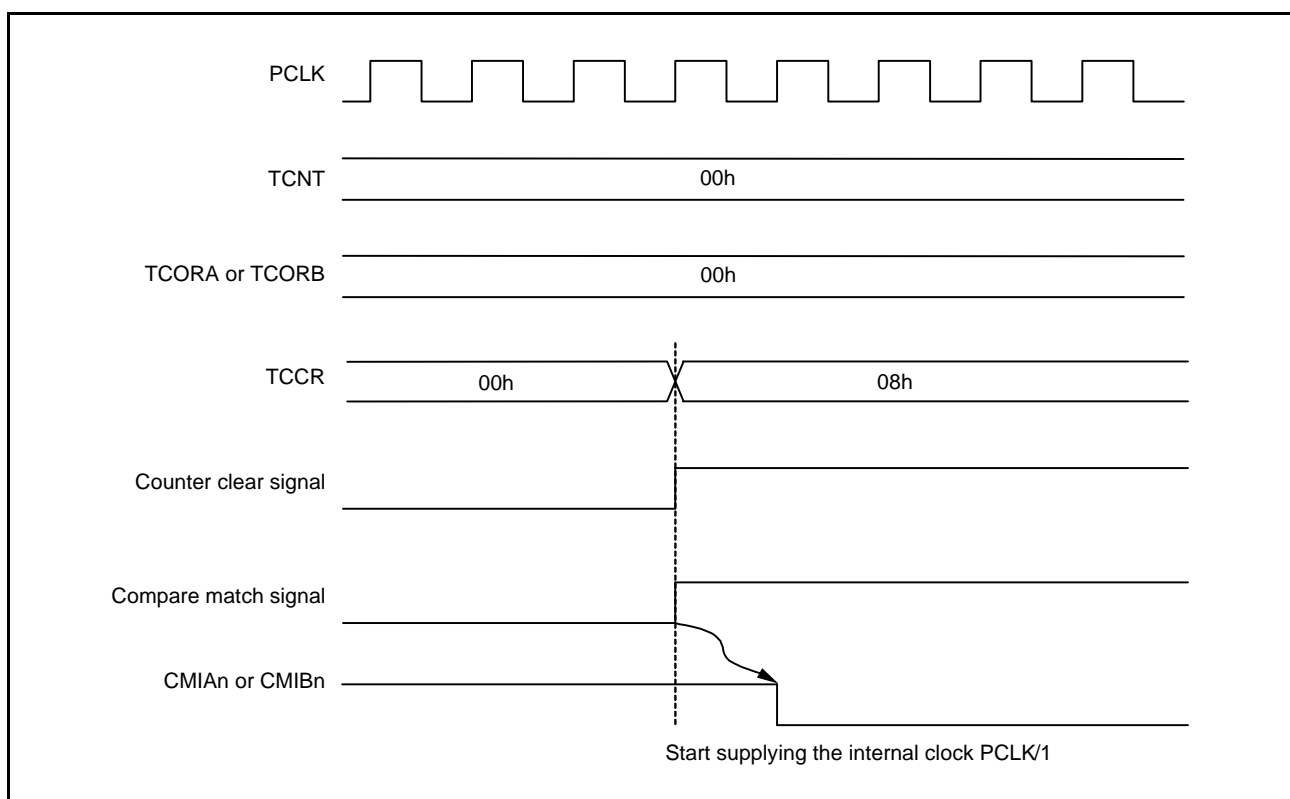 PCLK
TCNT
00h
TCORA or TCORB
00h
TCCR
00h
08h
Counter clear signal
Compare match signal
CMIAn or CMIBn
Start supplying the internal clock PCLK/1